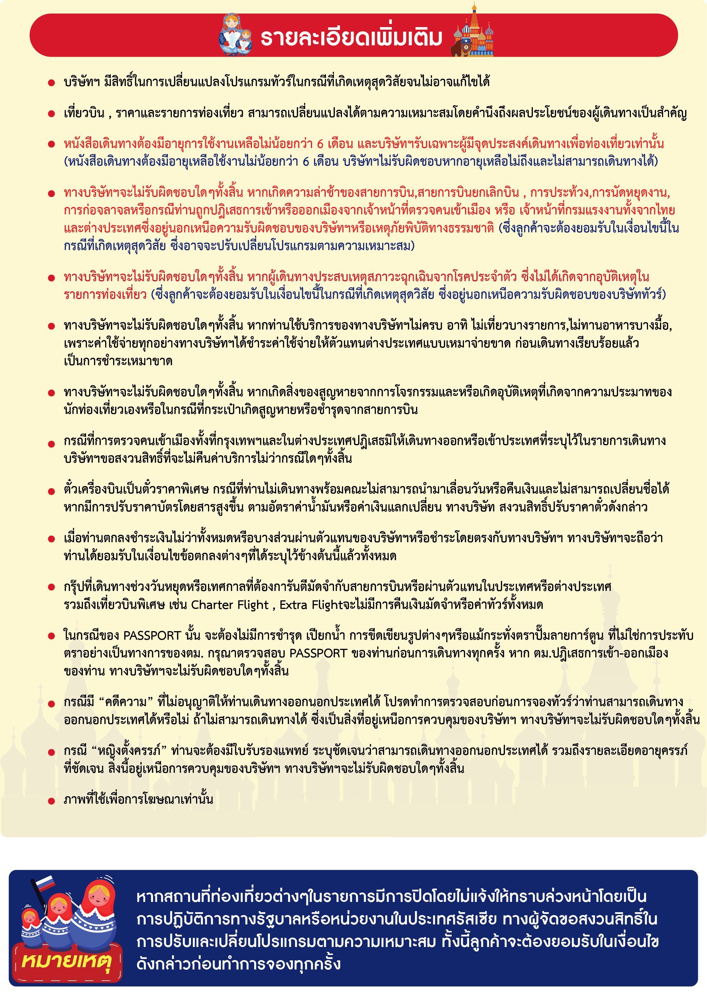 รายละเอียดเพิ่มเติม
บริษัทฯ มีสิทธิ์ในการเปลี่ยนแปลงโปรแกรมทัวร์ในกรณีที่เกิดเหตุสุดวิสัยจนไม่อาจแก้ไขได้
เที่ยวบิน , ราคาและรายการท่องเที่ยว สามารถเปลี่ยนแปลงได้ตามความเหมาะสมโดยคำนึงถึงผลประโยชน์ของผู้เดินทางเป็นสำคัญ
หนังสือเดินทางต้องมีอายุการใช้งานเหลือไม่น้อยกว่า 6 เดือน และบริษัทฯรับเฉพาะผู้มีจุดประสงค์เดินทางเพื่อท่องเที่ยวเท่านั้น
(หนังสือเดินทางต้องมีอายุเหลือใช้งานไม่น้อยกว่า 6 เดือน บริษัทฯไม่รับผิดชอบหากอายุเหลือไม่ถึงและไม่สามารถเดินทางได้)
ทางบริษัทฯจะไม่รับผิดชอบใดๆทั้งสิ้น หากเกิดความล่าช้าของสายการบิน,สายการบินยกเลิกบิน , การประท้วง,การนัดหยุดงาน,
การก่อจลาจลหรือกรณีท่านถูกปฎิเสธการเข้าหรือออกเมืองจากเจ้าหน้าที่ตรวจคนเข้าเมือง หรือ เจ้าหน้าที่กรมแรงงานทั้งจากไทย
และต่างประเทศซึ่งอยู่นอกเหนือความรับผิดชอบของบริษัทฯหรือเหตุภัยพิบัติทางธรรมชาติ (ซึ่งลูกค้าจะต้องยอมรับในเงื่อนไขนี้ใน
กรณีที่เกิดเหตุสุดวิสัย ซึ่งอาจจะปรับเปลี่ยนโปรแกรมตามความเหมาะสม)
ทางบริษัทฯจะไม่รับผิดชอบใดๆทั้งสิ้น หากผู้เดินทางประสบเหตุสภาวะฉุกเฉินจากโรคประจำตัว ซึ่งไม่ได้เกิดจากอุบัติเหตุใน
รายการท่องเที่ยว (ซึ่งลูกค้าจะต้องยอมรับในเงื่อนไขนี้ในกรณีที่เกิดเหตุสุดวิสัย ซึ่งอยู่นอกเหนือความรับผิดชอบของบริษัททัวร์)
ทางบริษัทฯจะไม่รับผิดชอบใดๆทั้งสิ้น หากท่านใช้บริการของทางบริษัทฯไม่ครบ อาทิ ไม่เที่ยวบางรายการ,ไม่ทานอาหารบางมื้อ,
เพราะค่าใช้จ่ายทุกอย่างทางบริษัทฯได้ชำระค่าใช้จ่ายให้ตัวแทนต่างประเทศแบบเหมาจ่ายขาด ก่อนเดินทางเรียบร้อยแล้ว
เป็นการชำระเหมาขาด
ทางบริษัทฯจะไม่รับผิดชอบใดๆทั้งสิ้น หากเกิดสิ่งของสูญหายจากการโจรกรรมและหรือเกิดอุบัติเหตุที่เกิดจากความประมาทของ
นักท่องเที่ยวเองหรือในกรณีที่กระเป๋าเกิดสูญหายหรือชำรุดจากสายการบิน
กรณีที่การตรวจคนเข้าเมืองทั้งที่กรุงเทพฯและในต่างประเทศปฎิเสธมิให้เดินทางออกหรือเข้าประเทศที่ระบุไว้ในรายการเดินทาง
บริษัทฯขอสงวนสิทธิ์ที่จะไม่คืนค่าบริการไม่ว่ากรณีใดๆทั้งสิ้น
ตั๋วเครื่องบินเป็นตั๋วราคาพิเศษ กรณีที่ท่านไม่เดินทางพร้อมคณะไม่สามารถนำมาเลื่อนวันหรือคืนเงินและไม่สามารถเปลี่ยนชื่อได้
หากมีการปรับราคาบัตรโดยสารสูงขึ้น ตามอัตราค่าน้ำมันหรือค่าเงินแลกเปลี่ยน ทางบริษัท สงวนสิทธิ์ปรับราคาตั๋วดังกล่าว
เมื่อท่านตกลงชำระเงินไม่ว่าทั้งหมดหรือบางส่วนผ่านตัวแทนของบริษัทฯหรือชำระโดยตรงกับทางบริษัทฯ ทางบริษัทฯจะถือว่า
ท่านได้ยอมรับในเงื่อนไขข้อตกลงต่างๆที่ได้ระบุไว้ข้างต้นนี้แล้วทั้งหมด
กรุ๊ปที่เดินทางช่วงวันหยุดหรือเทศกาลที่ต้องการันตีมัดจำกับสายการบินหรือผ่านตัวแทนในประเทศหรือต่างประเทศ
รวมถึงเที่ยวบินพิเศษ เช่น Charter Flight , Extra Flightจะไม่มีการคืนเงินมัดจำหรือค่าทัวร์ทั้งหมด
ในกรณีของ PASSPORT นั้น จะต้องไม่มีการชำรุด เปียกน้ำ การขีดเขียนรูปต่างๆหรือแม้กระทั่งตราปั๊มลายการ์ตูน ที่ไม่ใช่การประทับ
ตราอย่างเป็นทางการของตม. กรุณาตรวจสอบ PASSPORT ของท่านก่อนการเดินทางทุกครั้ง หาก ตม.ปฎิเสธการเข้า-ออกเมือง
ของท่าน ทางบริษัทฯจะไม่รับผิดชอบใดๆทั้งสิ้น
กรณีมี “คดีความ” ที่ไม่อนุญาติให้ท่านเดินทางออกนอกประเทศได้ โปรดทำการตรวจสอบก่อนการจองทัวร์ว่าท่านสามารถเดินทาง
ออกนอกประเทศได้หรือไม่ ถ้าไม่สามารถเดินทางได้ ซึ่งเป็นสิ่งที่อยู่เหนือการควบคุมของบริษัทฯ ทางบริษัทฯจะไม่รับผิดชอบใดๆทั้งสิ้น
กรณี “หญิงตั้งครรภ์” ท่านจะต้องมีใบรับรองแพทย์ ระบุชัดเจนว่าสามารถเดินทางออกนอกประเทศได้ รวมถึงรายละเอียดอายุครรภ์
ที่ชัดเจน สิ่งนี้อยู่เหนือการควบคุมของบริษัทฯ ทางบริษัทฯจะไม่รับผิดชอบใดๆทั้งสิ้น
ภาพที่ใช้เพื่อการโฆษณาเท่านั้น
หมายเหตุ
หากสถานที่ท่องเที่ยวต่างๆในรายการมีการปิดโดยไม่แจ้งให้ทราบล่วงหน้าโดยเป็น
การปฏิบัติการทางรัฐบาลหรือหน่วยงานในประเทศรัสเซีย ทางผู้จัดขอสงวนสิทธิ์ใน
การปรับและเปลี่ยนโปรแกรมตามความเหมาะสม ทั้งนี้ลูกค้าจะต้องยอมรับในเงื่อนไข
ดังกล่าวก่อนทำการจองทุกครั้ง